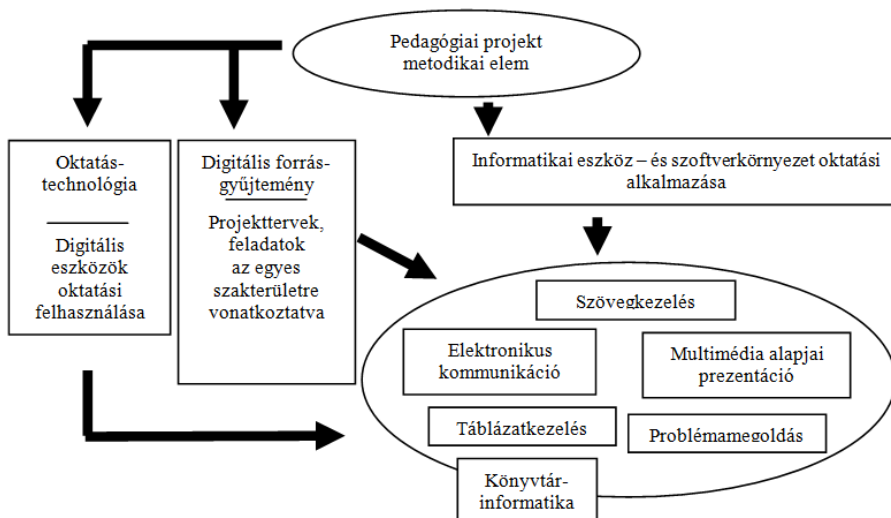 Pedagógiai projekt
metodikai elem
Oktatás-
technológia
Digitális
eszközök
oktatási
felhasználása
Digitális forrás-
gyűjtemény
Projekttervek,
feladatok
az egyes
szakterületre
vonatkoztatva
Informatikai eszköz – és szoftverkörnyezet oktatási
alkalmazása
Szövegkezelés
Elektronikus
kommunikáció
Multimédia alapjai
prezentáció
Táblázatkezelés
Problémamegoldás
Könyvtár-
informatika